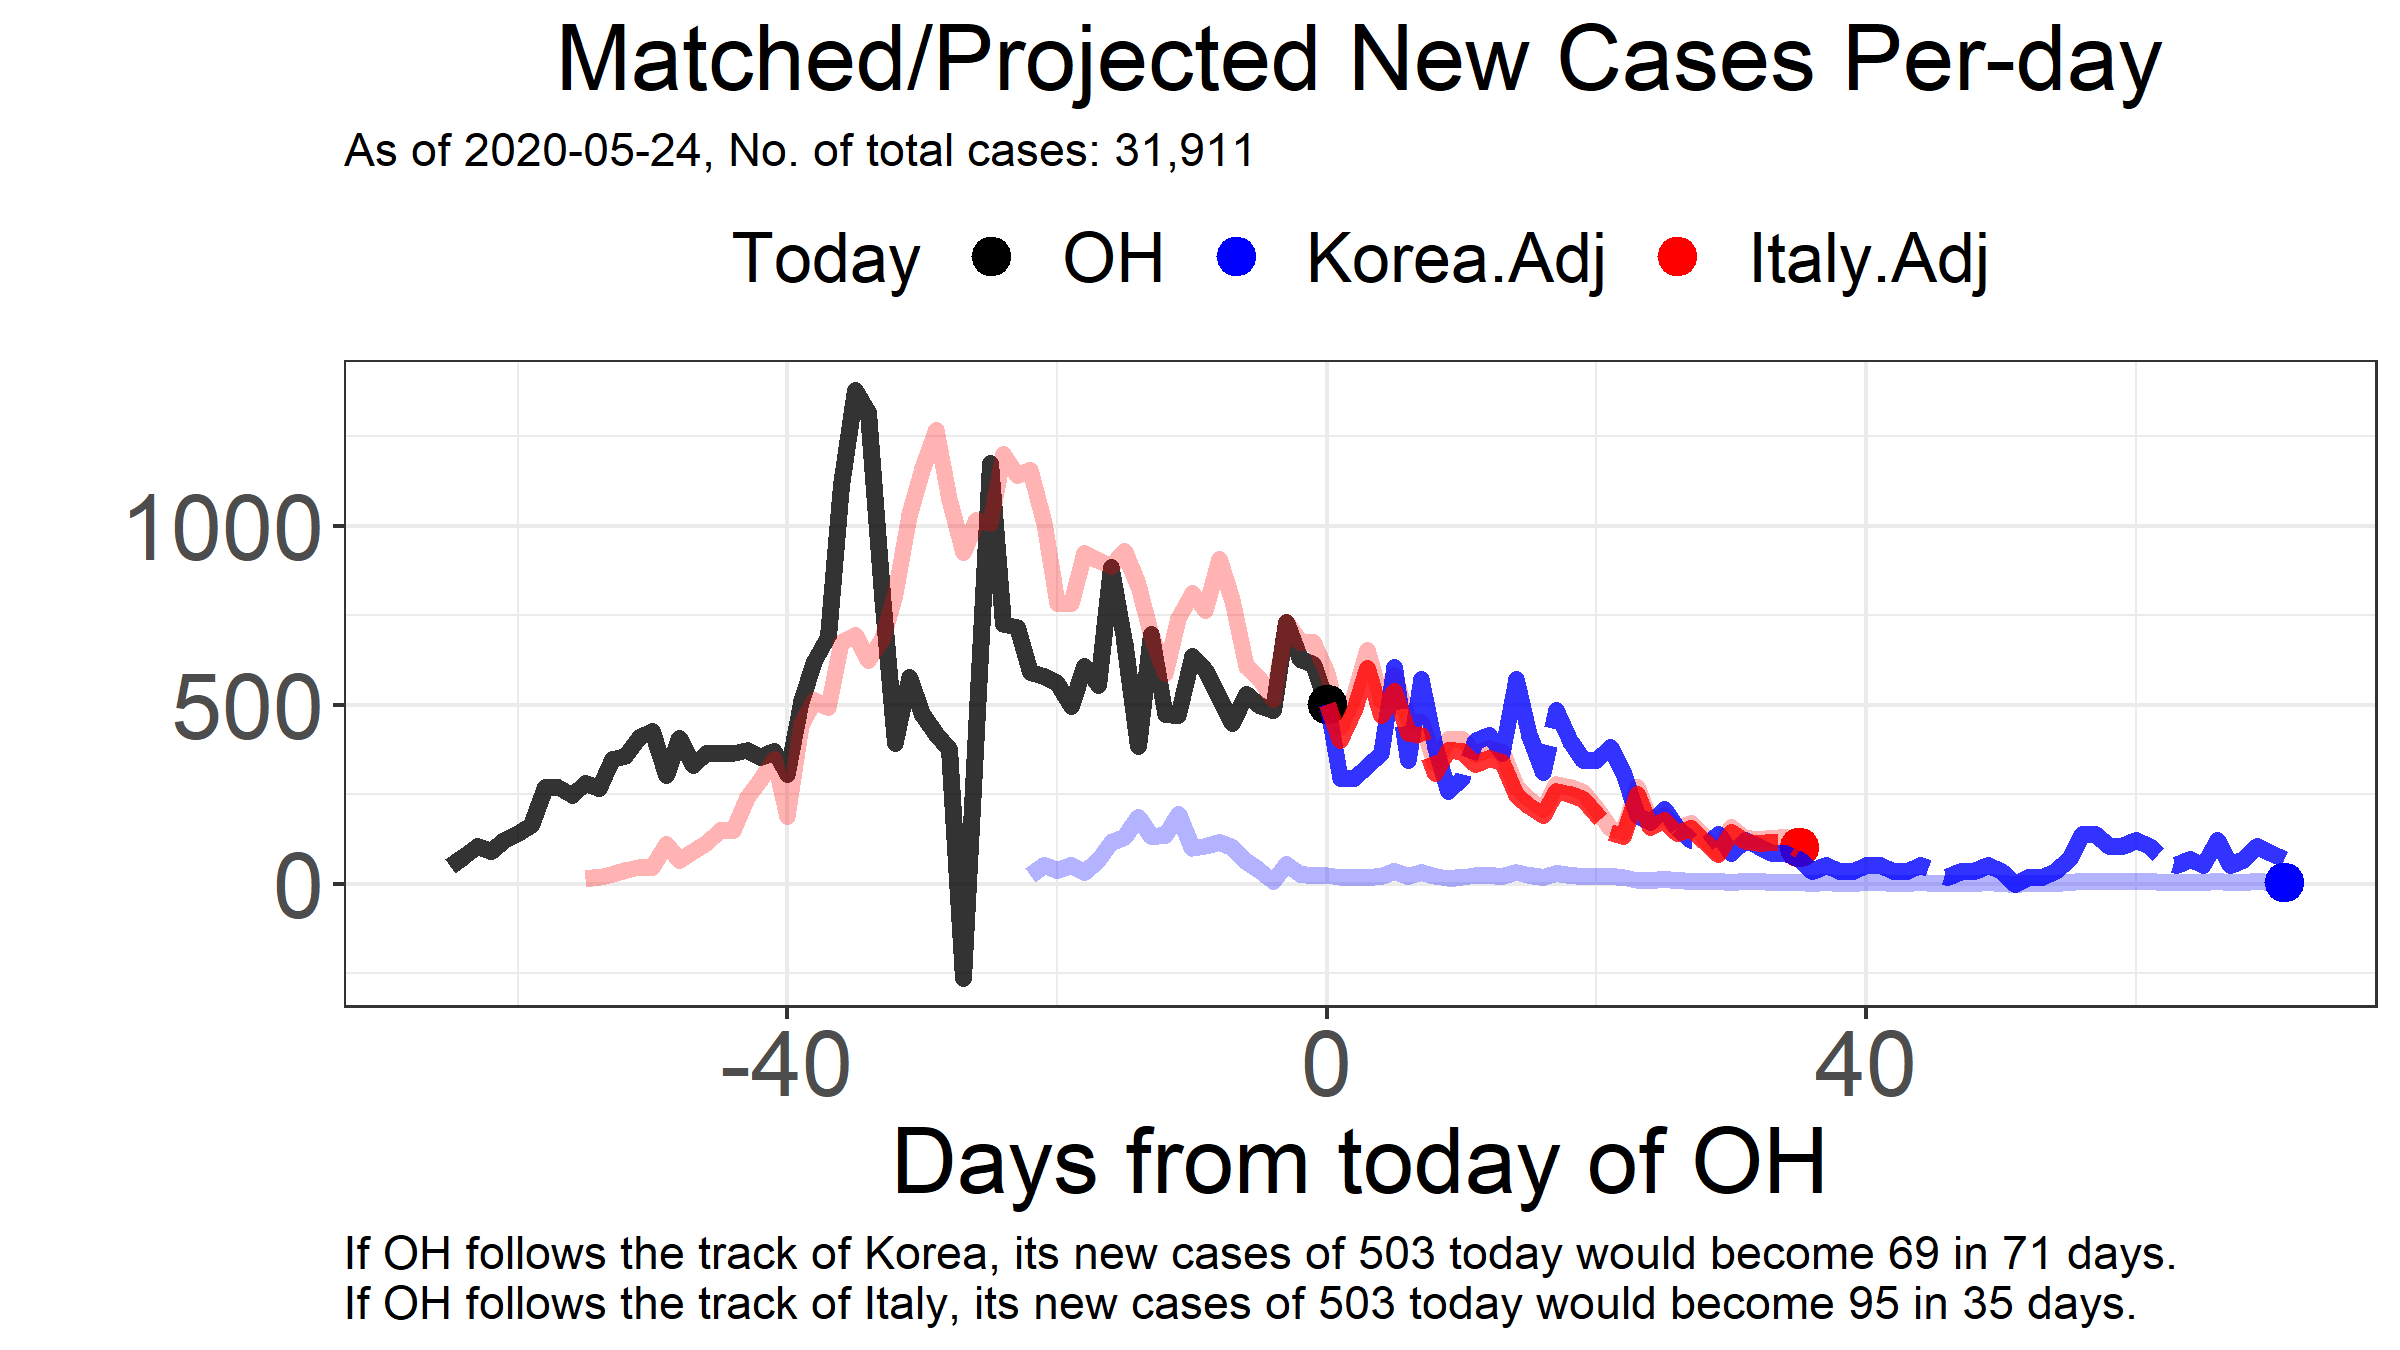 Matched/Projected New Cases Per-day
As of 2020-05-24, No. of total cases: 31,911
Today OH Korea.Adj Italy.Adj
1000
500
0
-40 0 40
Days from today of OH
If OH follows the track of Korea, its new cases of 503 today would become 69 in 71 days.
If OH follows the track of Italy, its new cases of 503 today would become 95 in 35 days.